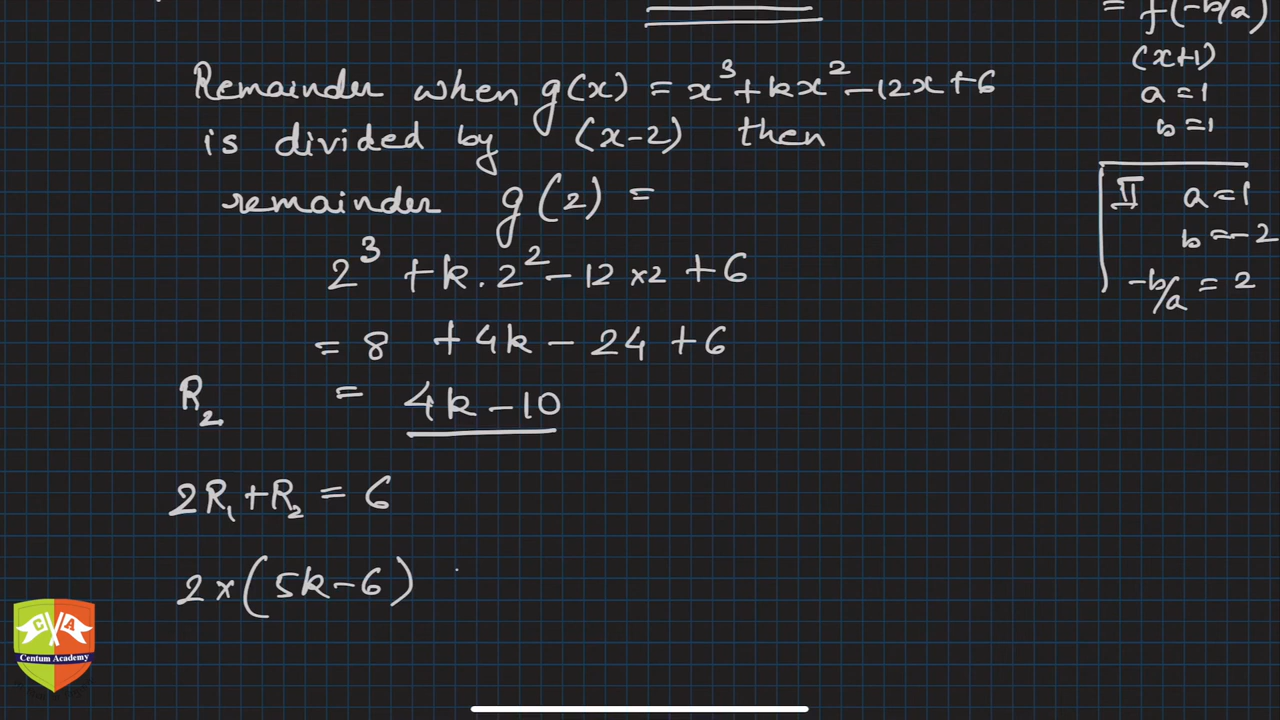 Remainder when g(x) = x³ + kx² - 12x + 6
is divided by (x-2) then
remainder g(2) =
2³ + k . 2² - 12 × 2 + 6
= 8 + 4k - 24 + 6
R₂ = 4k - 10
2R₁ + R₂ = 6
2 × (5k - 6)
= f(-b/a)
(x+1)
a = 1
b = 1
II a = 1
b = -2
-b/a = 2
C A
Centum Academy